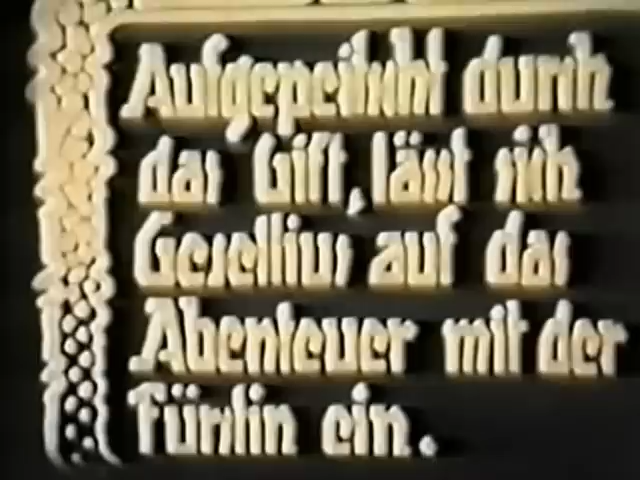 Aufgepeitscht durch
das Gift, lässt sich
Gesellius auf das
Abenteuer mit der
Fürstin ein.